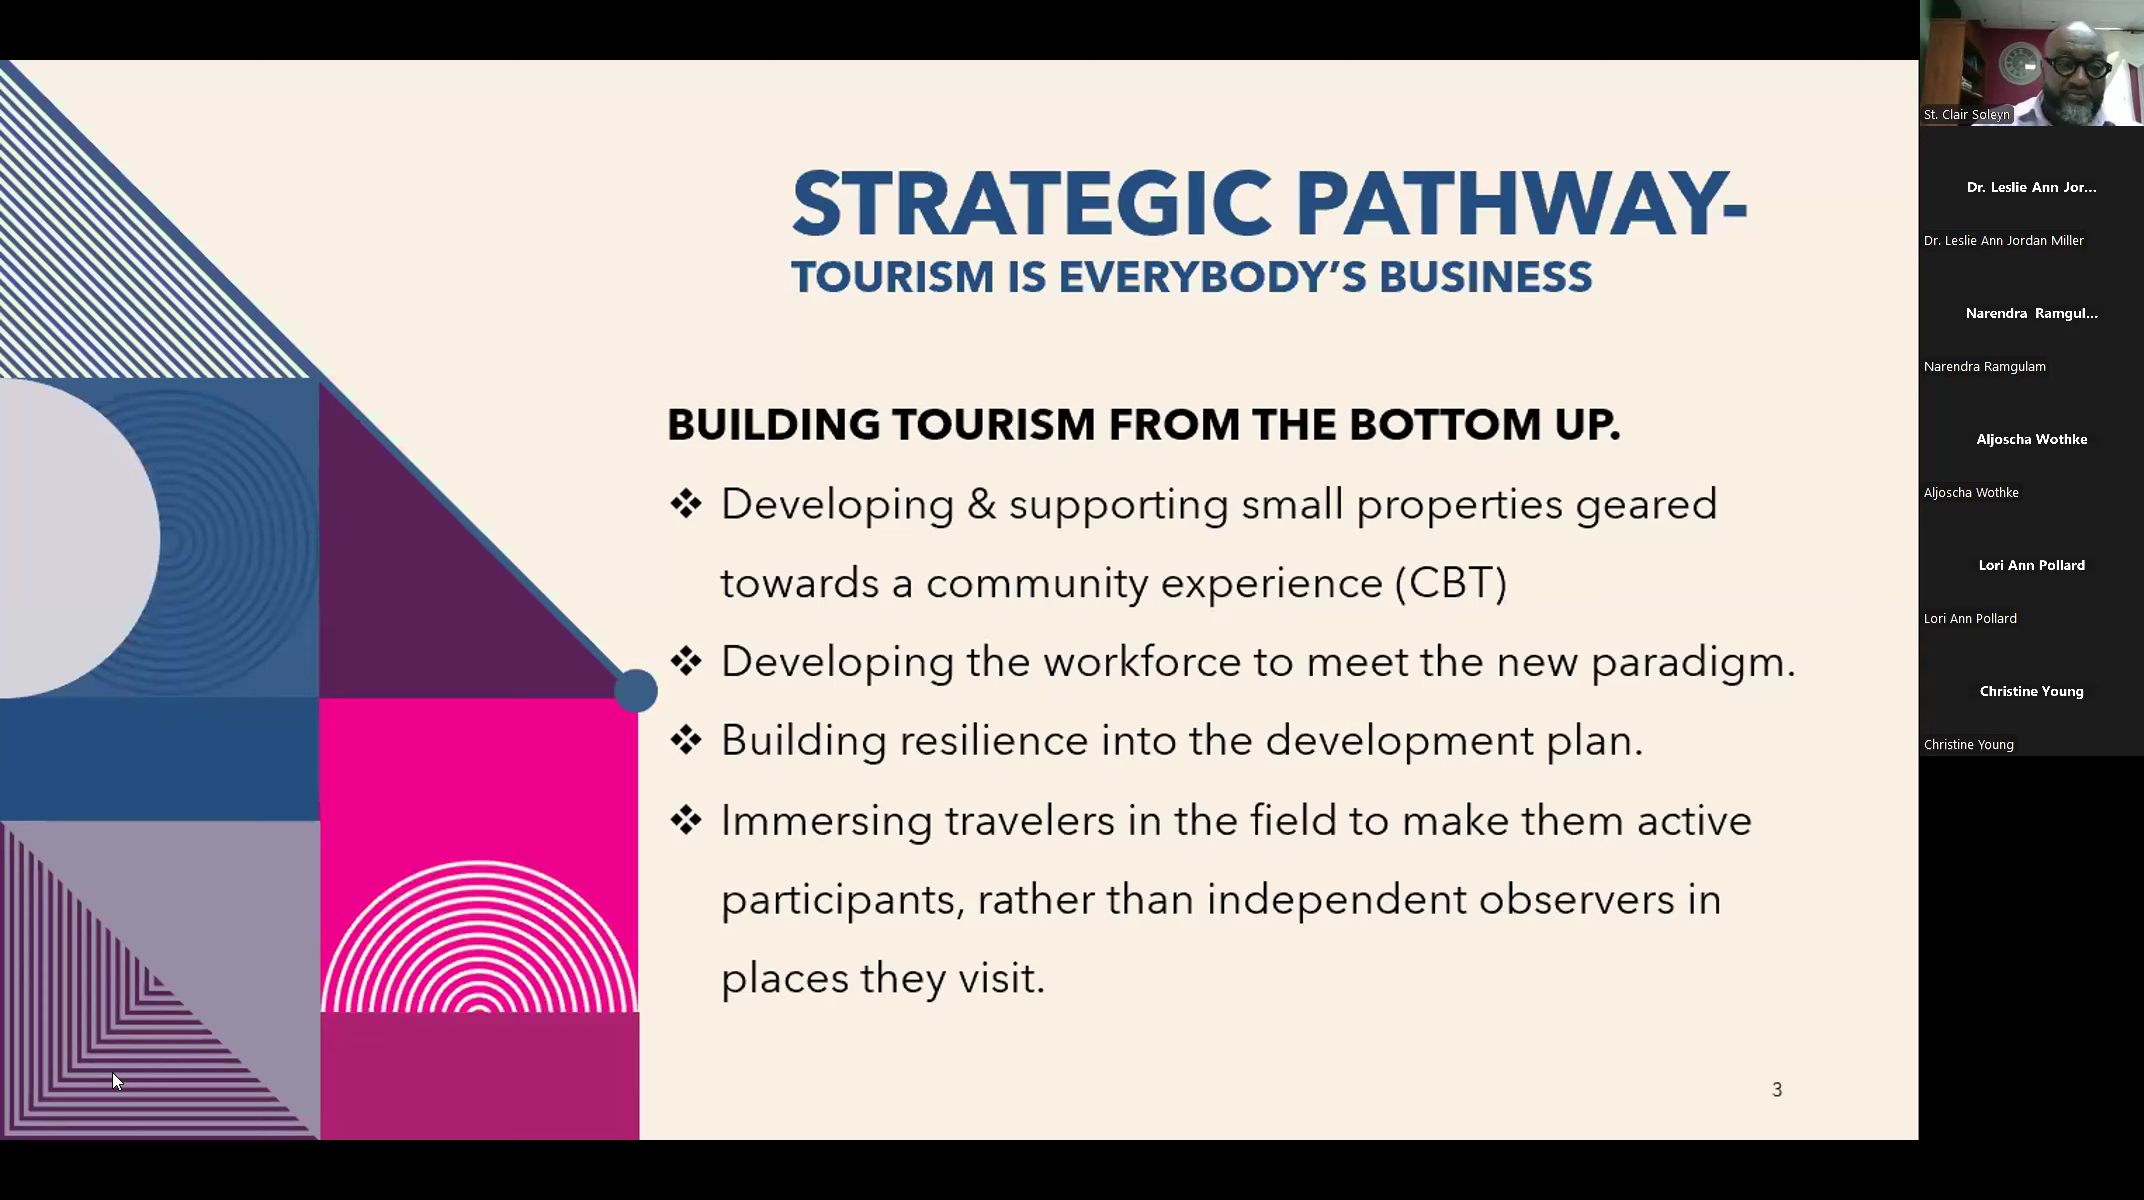 STRATEGIC PATHWAY-
TOURISM IS EVERYBODY’S BUSINESS
BUILDING TOURISM FROM THE BOTTOM UP.
❖ Developing & supporting small properties geared
towards a community experience (CBT)
❖ Developing the workforce to meet the new paradigm.
❖ Building resilience into the development plan.
❖ Immersing travelers in the field to make them active
participants, rather than independent observers in
places they visit.
3
St. Clair Soleyn
Dr. Leslie Ann Jor...
Dr. Leslie Ann Jordan Miller
Narendra Ramgul...
Narendra Ramgulam
Aljoscha Wothke
Aljoscha Wothke
Lori Ann Pollard
Lori Ann Pollard
Christine Young
Christine Young